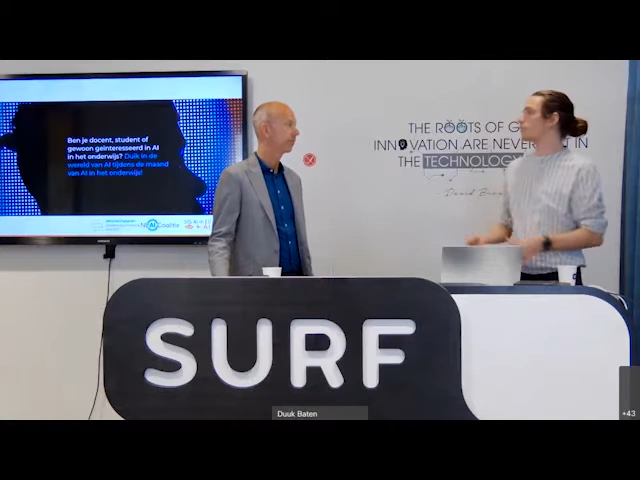 Ben je docent, student of
gewoon geïnteresseerd in AI
in het onderwijs? Duik in de
wereld van AI tijdens de maand
van AI in het onderwijs!
THE ROOTS OF
INNOVATION ARE NEVER IN
THE TECHNOLOGY
SURF
Duuk Baten
+43